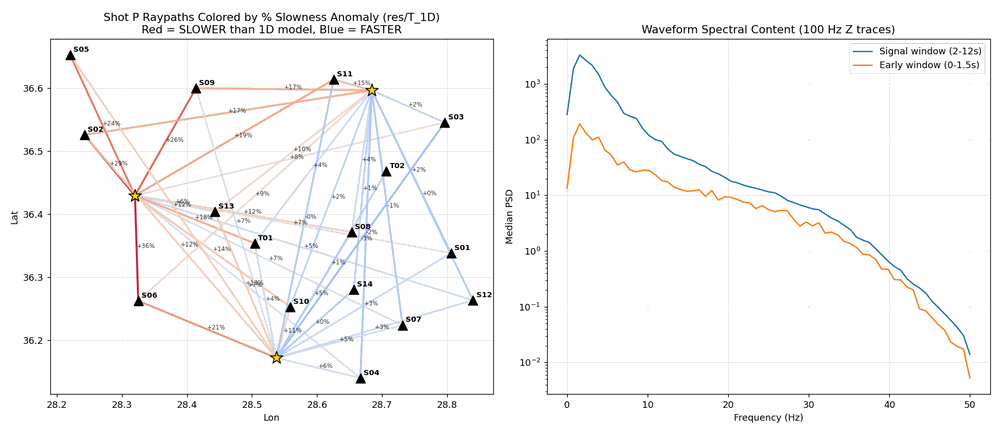 Shot P Raypaths Colored by % Slowness Anomaly (res/T_1D)
Red = SLOWER than 1D model, Blue = FASTER
S05
S09
S11
+15%
+17%
+2%
S03
+17%
+24%
S02
+19%
+26%
+10%
+8%
+4%
T02
+2%
+29%
+4%
+1%
+0%
+9%
+2%
-1%
S13
+12%
+18%
+12%
-0%
+7%
+7%
S08
T01
+36%
+12%
+14%
+5%
S01
+7%
+1%
S14
S06
+4%
+5%
S10
+3%
S12
+21%
+11%
+0%
+3%
S07
+5%
+6%
S04
36.6
36.5
36.4
36.3
36.2
Lat
28.2
28.3
28.4
28.5
28.6
28.7
28.8
Lon
Waveform Spectral Content (100 Hz Z traces)
Signal window (2-12s)
Early window (0-1.5s)
10³
10²
10¹
10⁰
10⁻¹
10⁻²
Median PSD
0
10
20
30
40
50
Frequency (Hz)